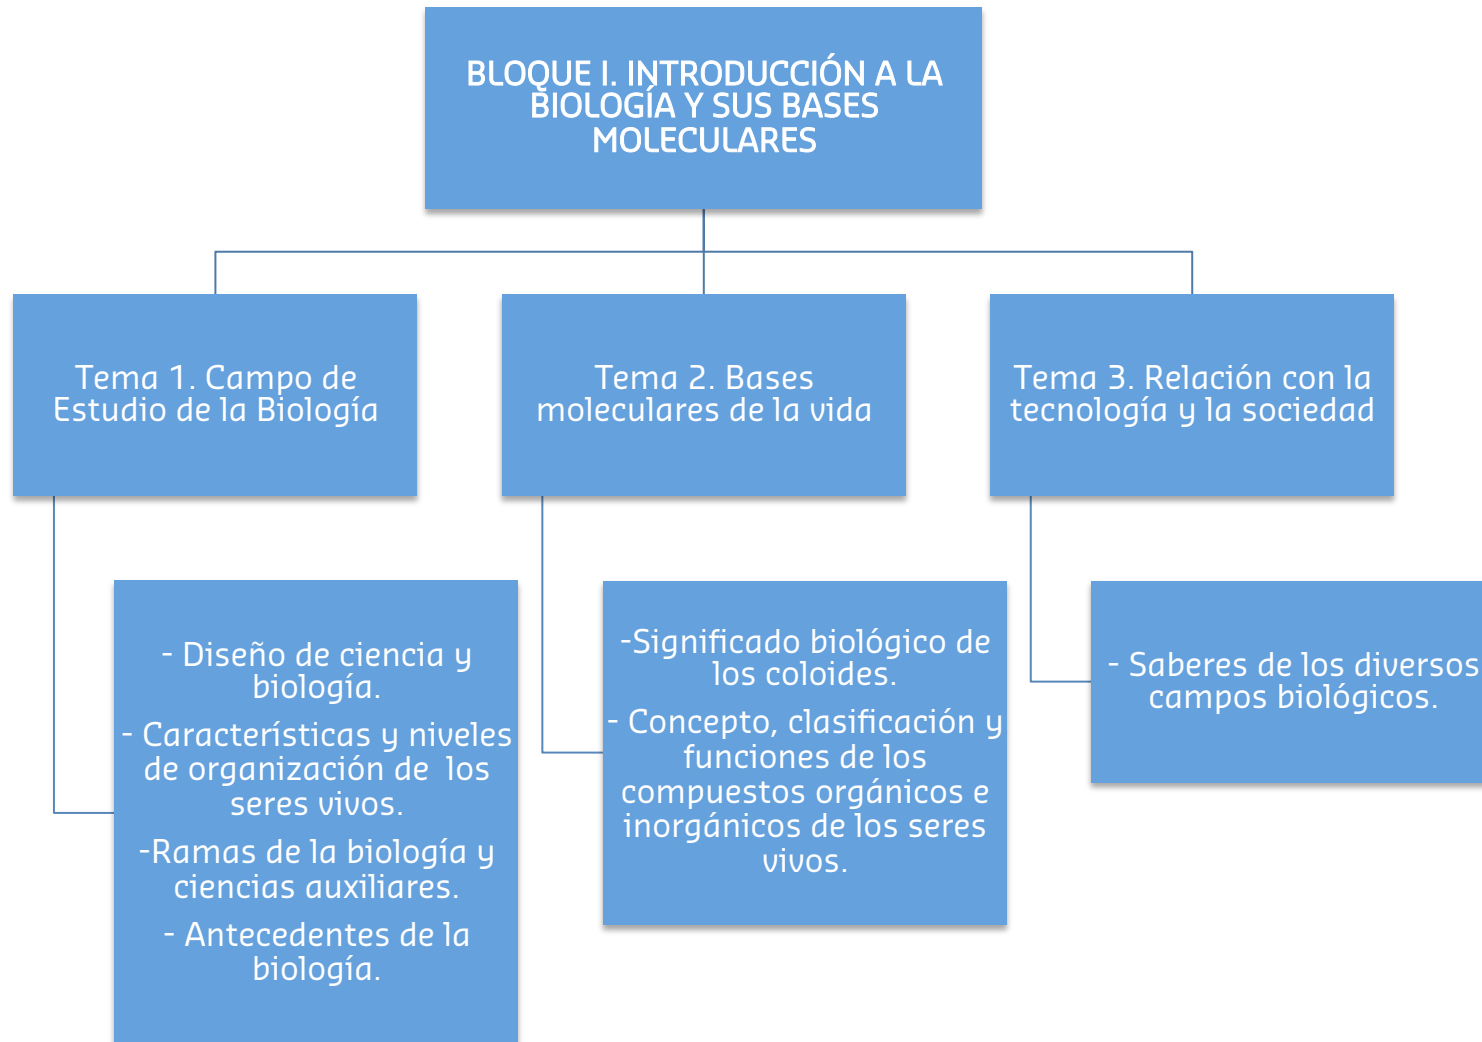 BLOQUE I. INTRODUCCIÓN A LA
BIOLOGÍA Y SUS BASES
MOLECULARES
Tema 1. Campo de
Estudio de la Biología
Tema 2. Bases
moleculares de la vida
Tema 3. Relación con la
tecnología y la sociedad
- Diseño de ciencia y
biología.
- Características y niveles
de organización de los
seres vivos.
-Ramas de la biología y
ciencias auxiliares.
- Antecedentes de la
biología.
-Significado biológico de
los coloides.
- Concepto, clasificación y
funciones de los
compuestos orgánicos e
inorgánicos de los seres
vivos.
- Saberes de los diversos
campos biológicos.